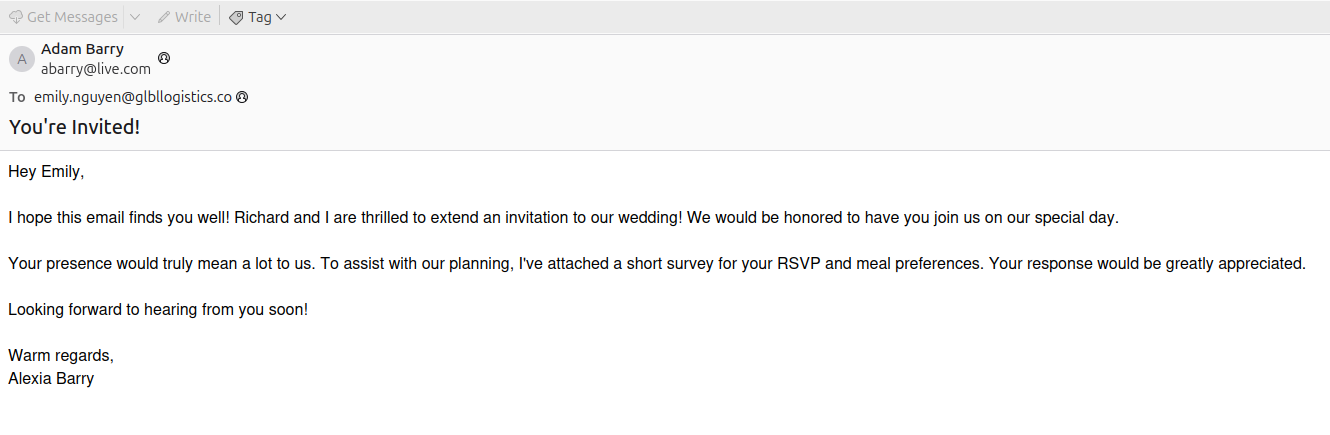 Get Messages Write Tag
A Adam Barry
abarry@live.com
To emily.nguyen@glbllogistics.co
You're Invited!
Hey Emily,
I hope this email finds you well! Richard and I are thrilled to extend an invitation to our wedding! We would be honored to have you join us on our special day.
Your presence would truly mean a lot to us. To assist with our planning, I've attached a short survey for your RSVP and meal preferences. Your response would be greatly appreciated.
Looking forward to hearing from you soon!
Warm regards,
Alexia Barry